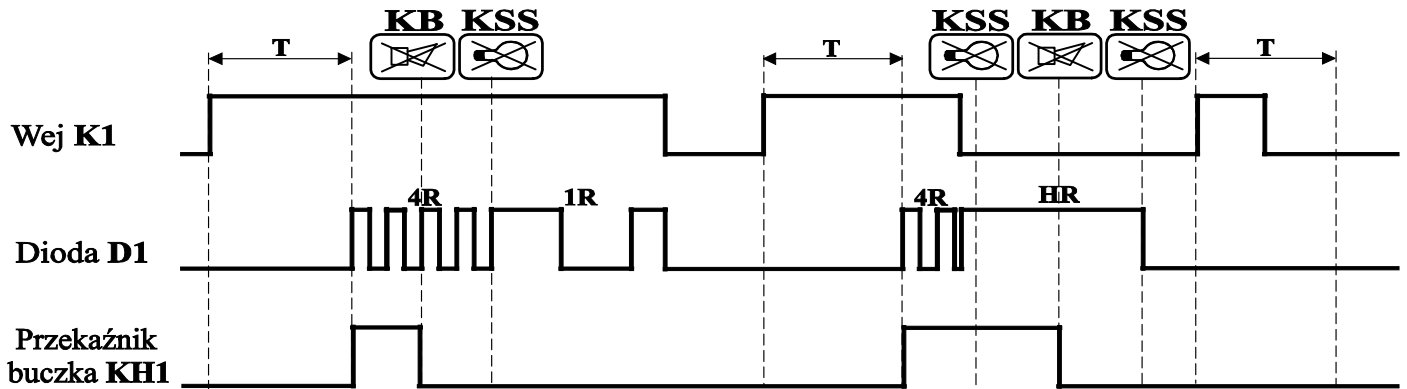 KB KSS KSS KB KSS
T T T
Wej K1
4R 1R 4R HR
Dioda D1
Przekaźnik
buczka KH1